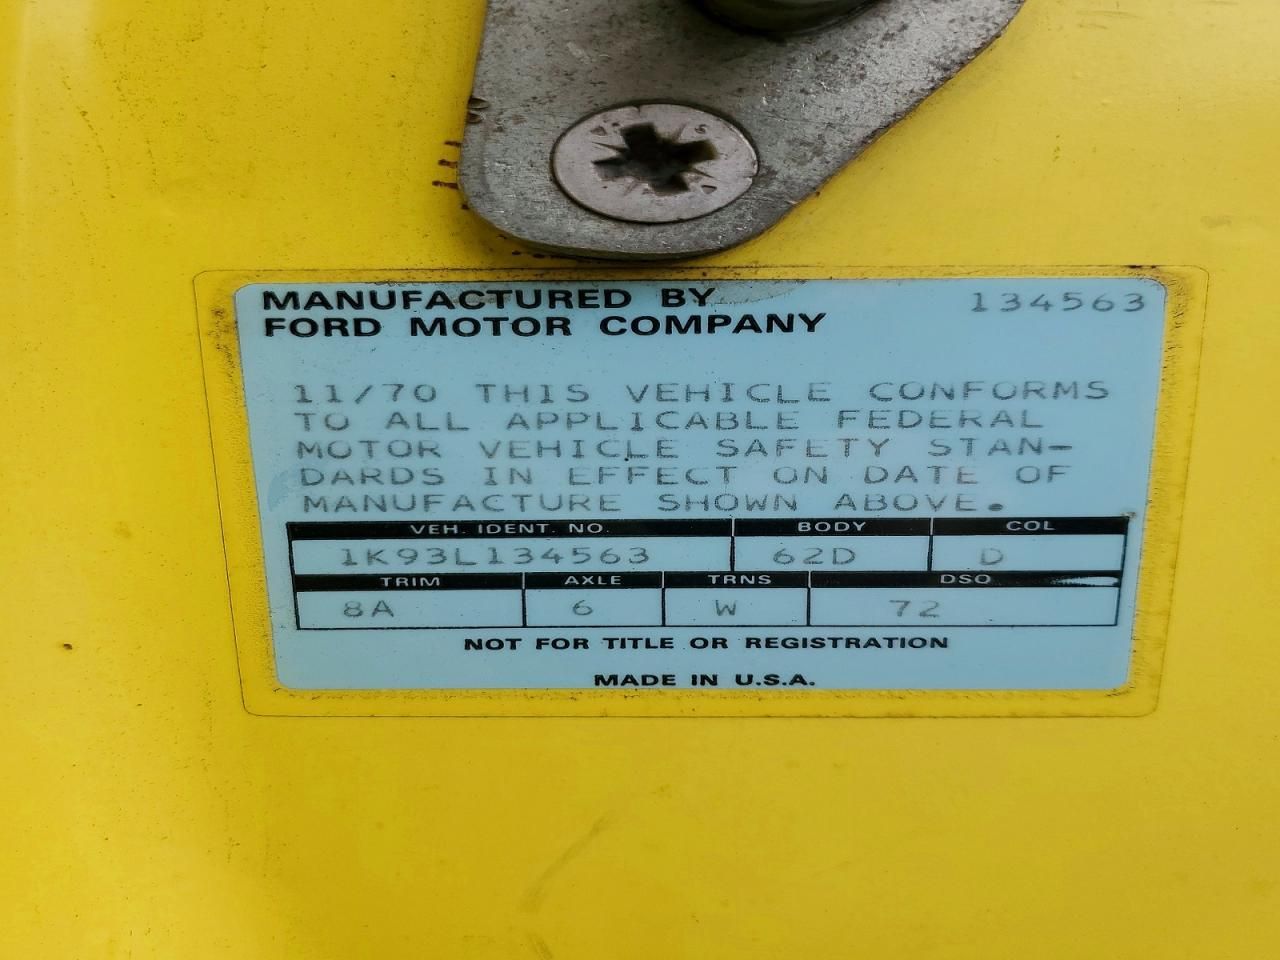 MANUFACTURED BY 134563
FORD MOTOR COMPANY
11/70 THIS VEHICLE CONFORMS
TO ALL APPLICABLE FEDERAL
MOTOR VEHICLE SAFETY STAN-
DARDS IN EFFECT ON DATE OF
MANUFACTURE SHOWN ABOVE.
VEH. IDENT. NO. BODY COL
1K93L134563 62D D
TRIM AXLE TRNS DSO
8A 6 W 72
NOT FOR TITLE OR REGISTRATION
MADE IN U.S.A.